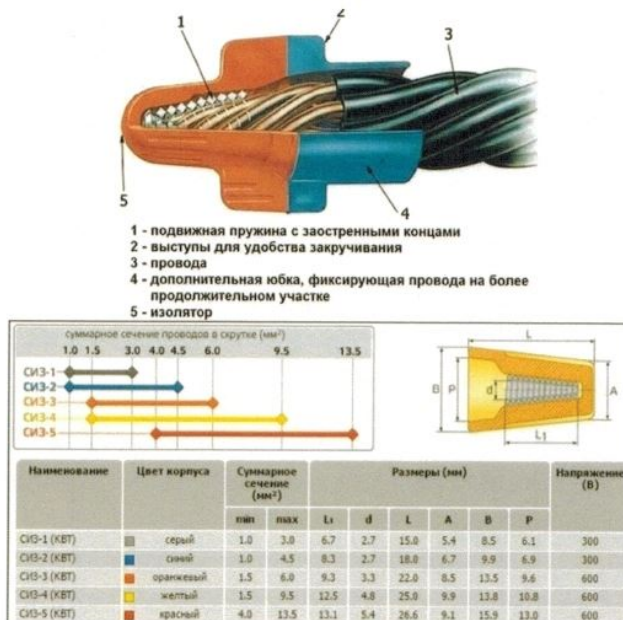 1
2
3
5
4
1 - подвижная пружина с заостренными концами
2 - выступы для удобства закручивания
3 - провода
4 - дополнительная юбка, фиксирующая провода на более
продолжительном участке
5 - изолятор
суммарное сечение проводов в скрутке (мм²)
1.0 1.5 3.0 4.0 4.5 6.0 9.5 13.5
СИЗ-1
СИЗ-2
СИЗ-3
СИЗ-4
СИЗ-5
L
B P d A
L₁
Наименование Цвет корпуса Суммарное сечение (мм²) Размеры (мм) Напряжение (В)
min max L₁ d L A B P
СИЗ-1 (КВТ) серый 1.0 3.0 6.7 2.7 15.0 5.4 8.5 6.1 300
СИЗ-2 (КВТ) синий 1.0 4.5 8.3 2.7 18.0 6.7 9.9 6.9 300
СИЗ-3 (КВТ) оранжевый 1.5 6.0 9.3 3.3 22.0 8.5 13.5 9.6 600
СИЗ-4 (КВТ) желтый 1.5 9.5 12.5 4.8 25.0 9.9 13.8 10.8 600
СИЗ-5 (КВТ) красный 4.0 13.5 13.1 5.4 26.6 9.1 15.9 13.0 600